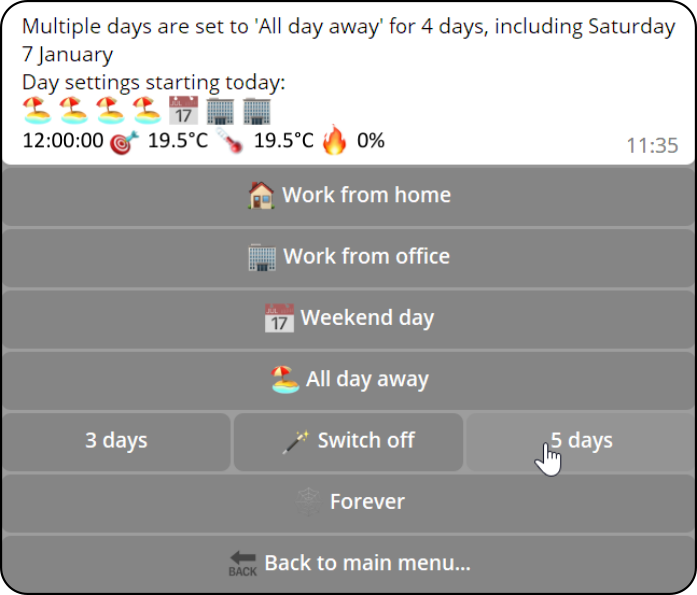 Multiple days are set to 'All day away' for 4 days, including Saturday
7 January
Day settings starting today:
🏖️ 🏖️ 🏖️ 🏖️ 📅 🏢 🏢
12:00:00 🎯 19.5°C 🌡️ 19.5°C 🔥 0%
11:35
🏠 Work from home
🏢 Work from office
📅 Weekend day
🏖️ All day away
3 days
🪄 Switch off
5 days
🕸️ Forever
🔙 Back to main menu...